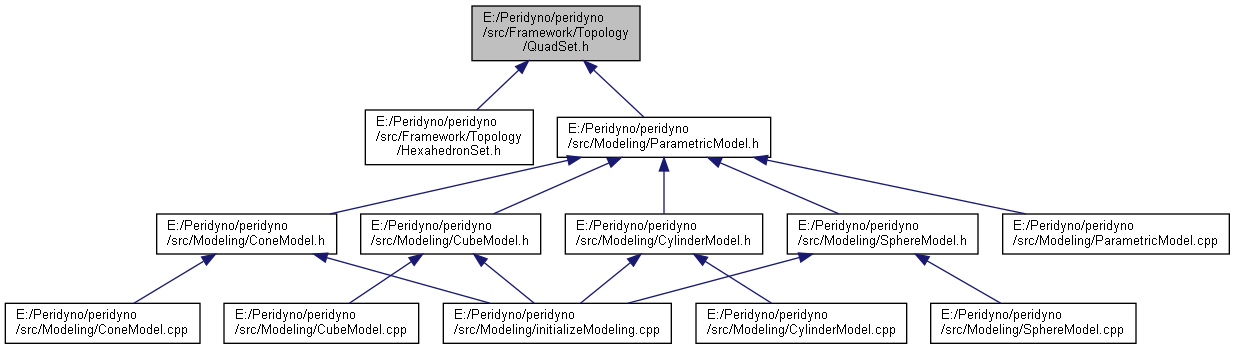 E:/Peridyno/peridyno
/src/Framework/Topology
/QuadSet.h
E:/Peridyno/peridyno
/src/Framework/Topology
/HexahedronSet.h
E:/Peridyno/peridyno
/src/Modeling/ParametricModel.h
E:/Peridyno/peridyno
/src/Modeling/ConeModel.h
E:/Peridyno/peridyno
/src/Modeling/CubeModel.h
E:/Peridyno/peridyno
/src/Modeling/CylinderModel.h
E:/Peridyno/peridyno
/src/Modeling/SphereModel.h
E:/Peridyno/peridyno
/src/Modeling/ParametricModel.cpp
E:/Peridyno/peridyno
/src/Modeling/ConeModel.cpp
E:/Peridyno/peridyno
/src/Modeling/CubeModel.cpp
E:/Peridyno/peridyno
/src/Modeling/initializeModeling.cpp
E:/Peridyno/peridyno
/src/Modeling/CylinderModel.cpp
E:/Peridyno/peridyno
/src/Modeling/SphereModel.cpp